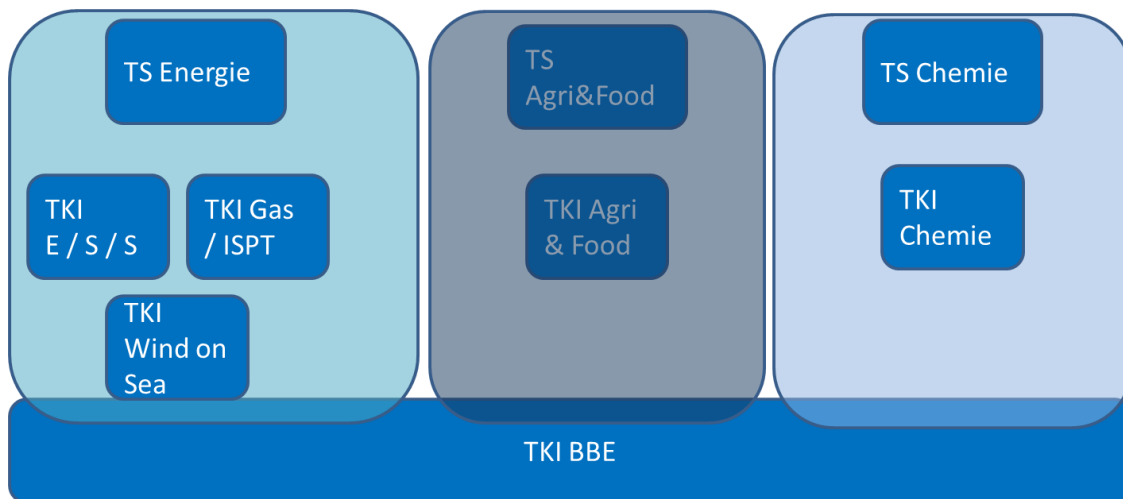 TS Energie
TS
Agri&Food
TS Chemie
TKI
E / S / S
TKI Gas
/ ISPT
TKI Agri
& Food
TKI
Chemie
TKI
Wind on
Sea
TKI BBE